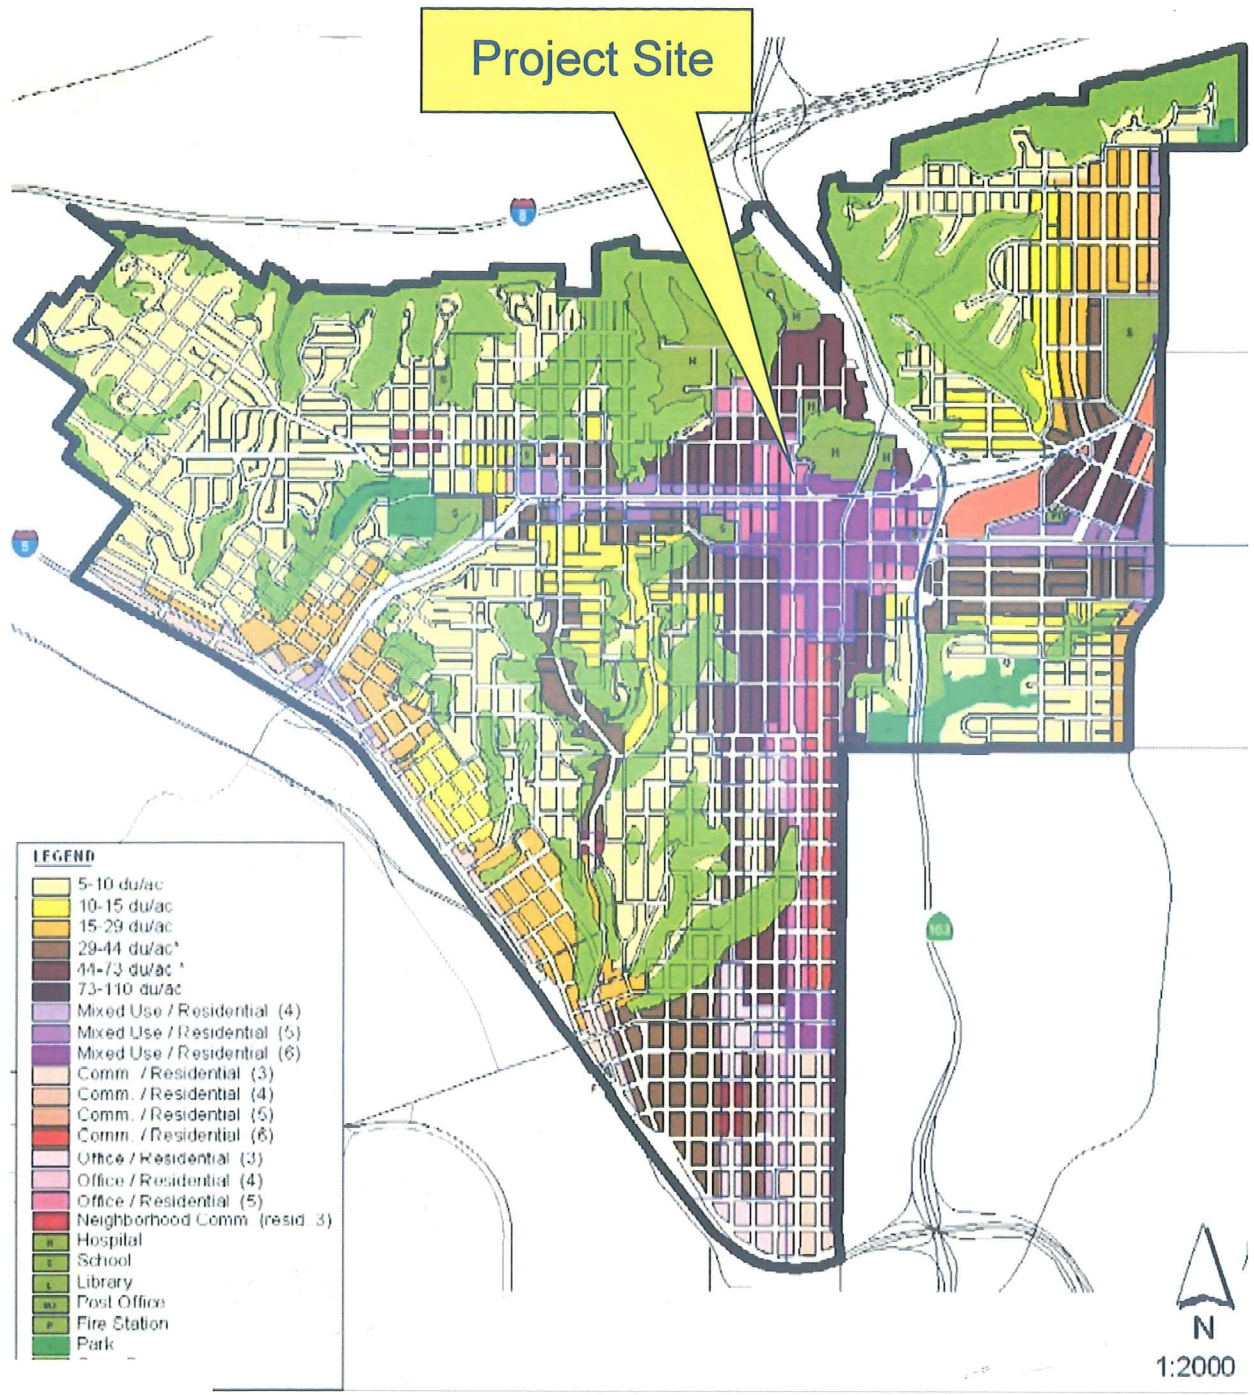 Project Site
8
H
H
S
S
H
H
H
S
S
S
5
163
LEGEND
5-10 du/ac
10-15 du/ac
15-29 du/ac
29-44 du/ac*
44-73 du/ac *
73-110 du/ac
Mixed Use / Residential (4)
Mixed Use / Residential (5)
Mixed Use / Residential (6)
Comm. / Residential (3)
Comm. / Residential (4)
Comm. / Residential (5)
Comm. / Residential (6)
Office / Residential (3)
Office / Residential (4)
Office / Residential (5)
Neighborhood Comm. (resid. 3)
H Hospital
S School
L Library
Post Office
F Fire Station
Park
N
1:2000